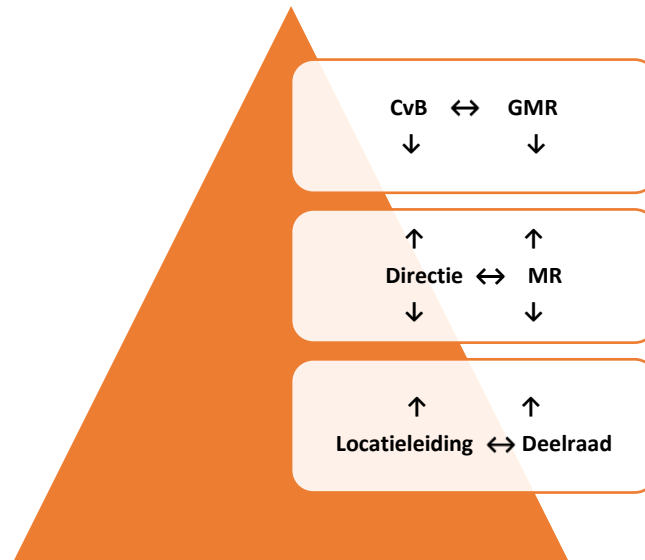 CvB ↔ GMR
↓ ↓
↑ ↑
Directie ↔ MR
↓ ↓
↑ ↑
Locatieleiding ↔ Deelraad